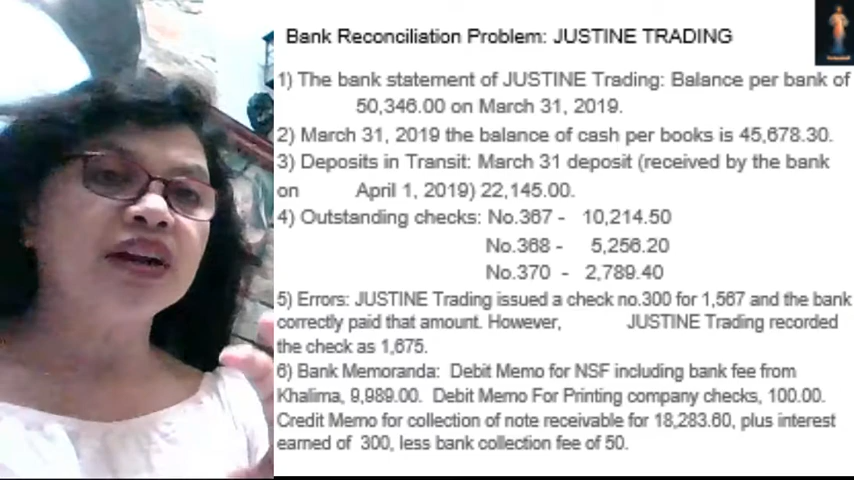 Bank Reconciliation Problem: JUSTINE TRADING
1) The bank statement of JUSTINE Trading: Balance per bank of
50,346.00 on March 31, 2019.
2) March 31, 2019 the balance of cash per books is 45,678.30.
3) Deposits in Transit: March 31 deposit (received by the bank
on April 1, 2019) 22,145.00.
4) Outstanding checks: No.367 - 10,214.50
No.368 - 5,256.20
No.370 - 2,789.40
5) Errors: JUSTINE Trading issued a check no.300 for 1,567 and the bank
correctly paid that amount. However, JUSTINE Trading recorded
the check as 1,675.
6) Bank Memoranda: Debit Memo for NSF including bank fee from
Khalima, 9,989.00. Debit Memo For Printing company checks, 100.00.
Credit Memo for collection of note receivable for 18,283.60, plus interest
earned of 300, less bank collection fee of 50.